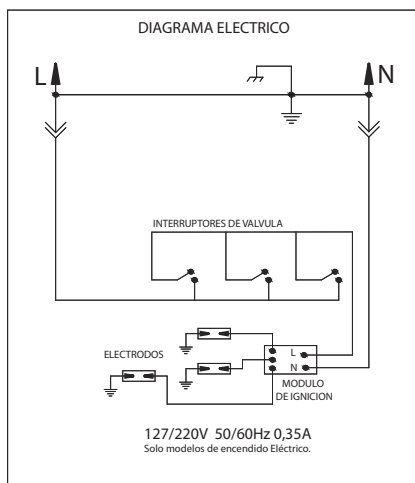 DIAGRAMA ELECTRICO
L N
INTERRUPTORES DE VALVULA
L
ELECTRODOS
N
MODULO
DE IGNICION
127/220V 50/60Hz 0,35A
Solo modelos de encendido Eléctrico.